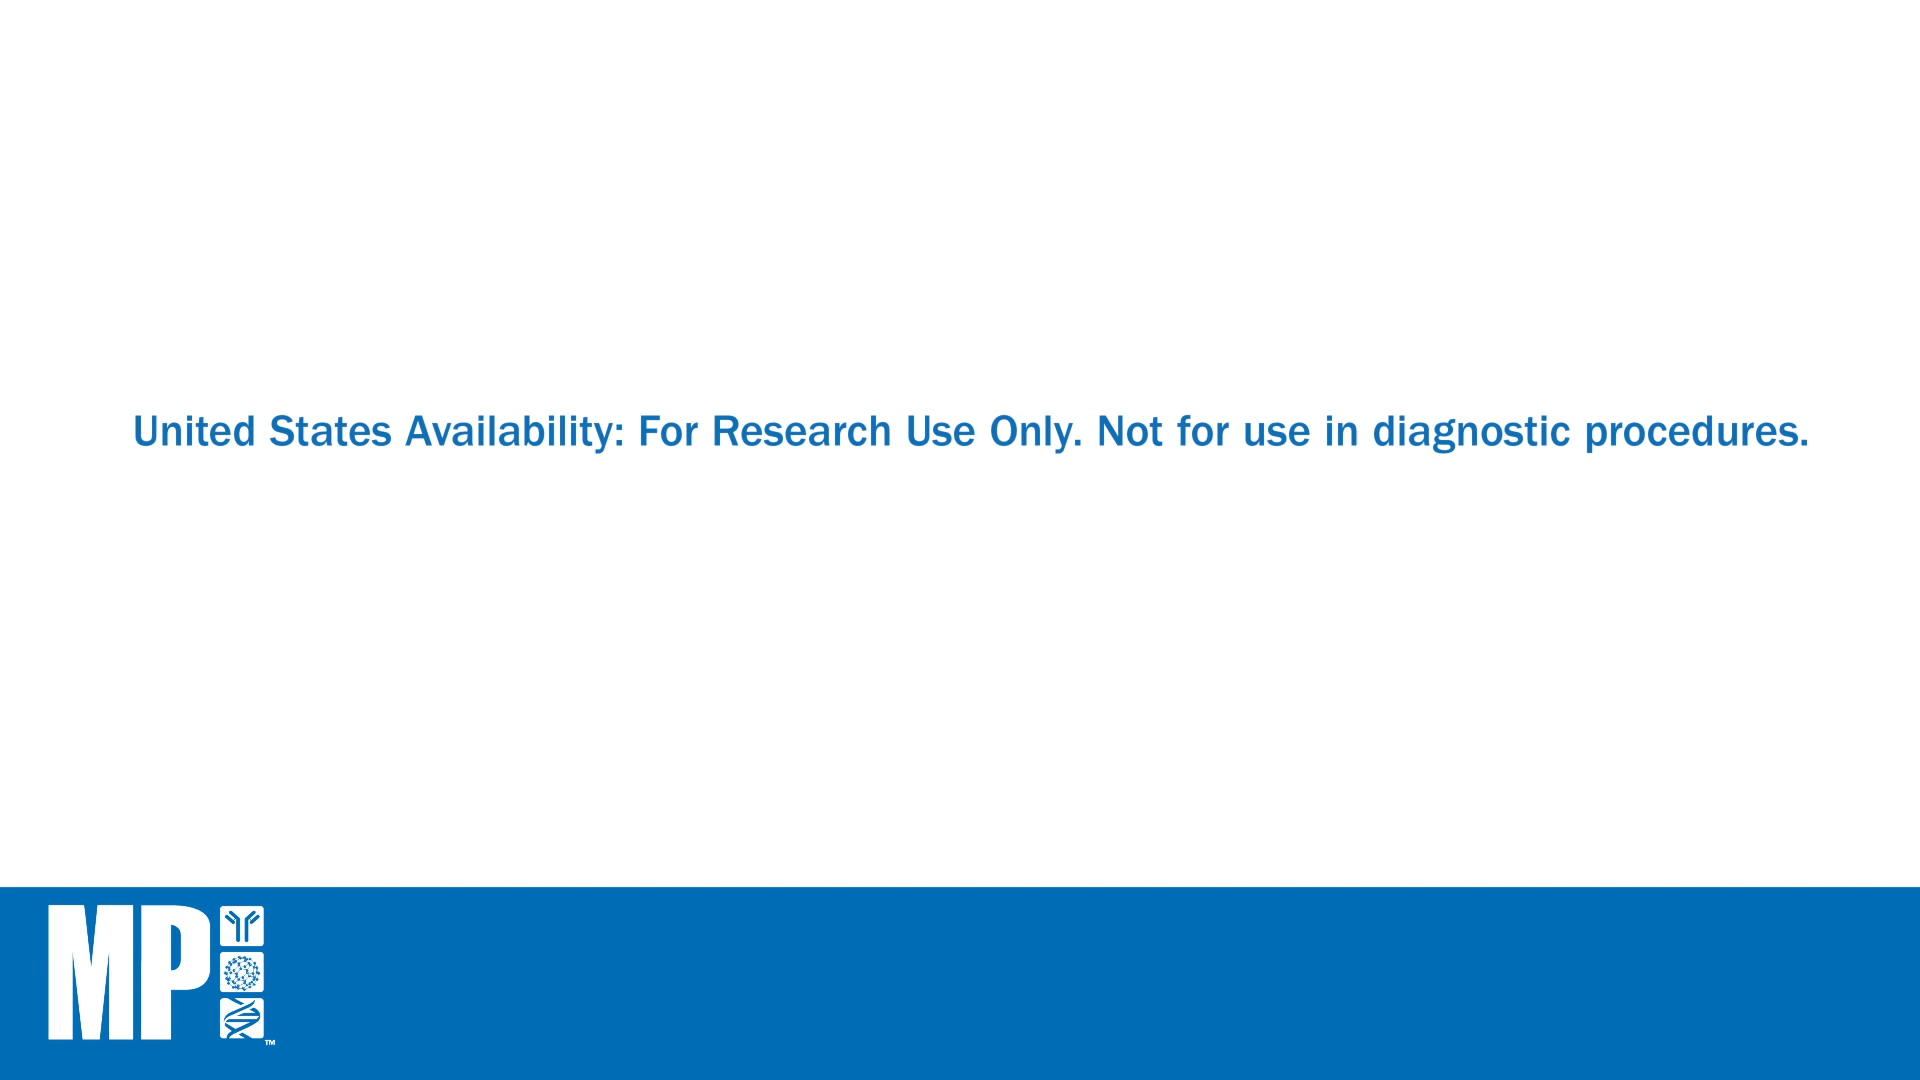 United States Availability: For Research Use Only. Not for use in diagnostic procedures.
MP
TM